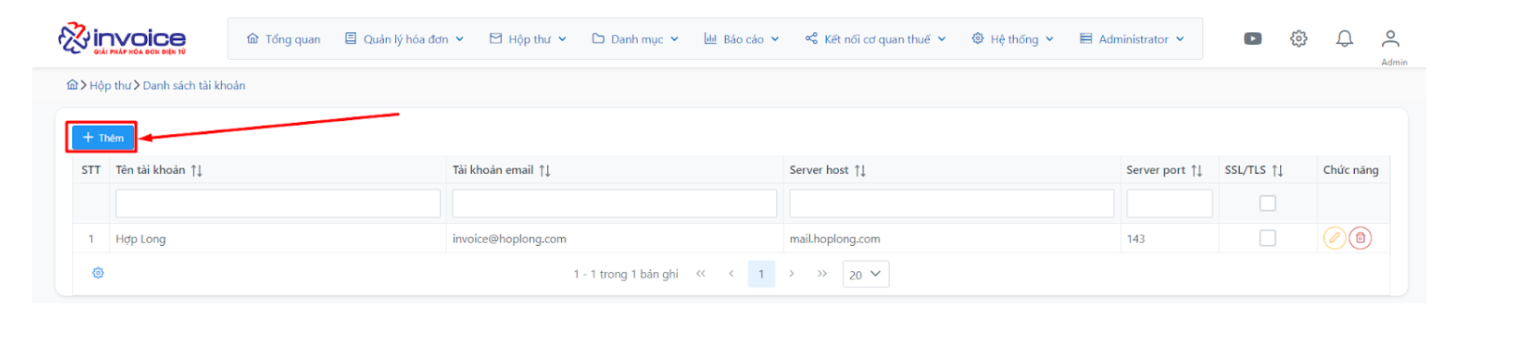 invoice
GIẢI PHÁP HÓA ĐƠN ĐIỆN TỬ
Tổng quan Quản lý hóa đơn Hộp thư Danh mục Báo cáo Kết nối cơ quan thuế Hệ thống Administrator
Admin
Hộp thư Danh sách tài khoản
+ Thêm
STT Tên tài khoản Tài khoản email Server host Server port SSL/TLS Chức năng
1 Hợp Long invoice@hoplong.com mail.hoplong.com 143
1 - 1 trong 1 bản ghi « ‹ 1 › » 20